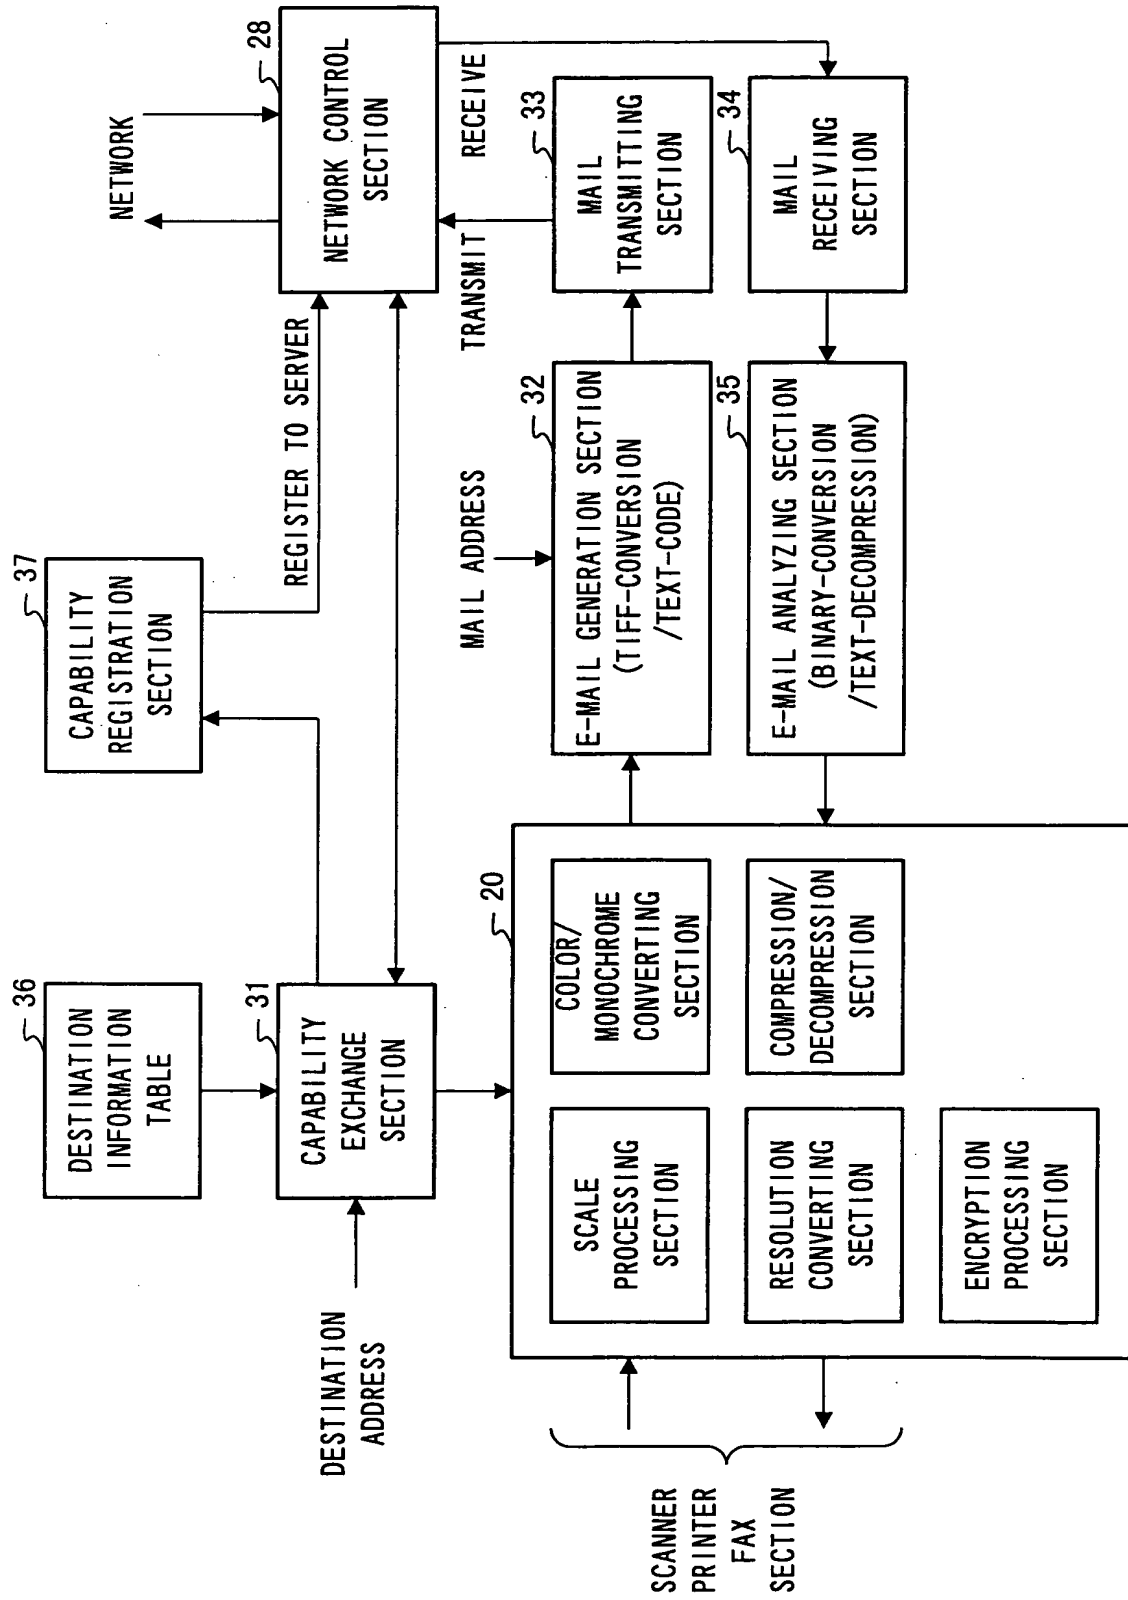 36
DESTINATION
INFORMATION
TABLE
37
CAPABILITY
REGISTRATION
SECTION
DESTINATION
ADDRESS
31
CAPABILITY
EXCHANGE
SECTION
REGISTER TO SERVER
NETWORK
28
NETWORK CONTROL
SECTION
MAIL ADDRESS
TRANSMIT
RECEIVE
SCANNER
PRINTER
FAX
SECTION
20
SCALE
PROCESSING
SECTION
COLOR/
MONOCHROME
CONVERTING
SECTION
RESOLUTION
CONVERTING
SECTION
COMPRESSION/
DECOMPRESSION
SECTION
ENCRYPTION
PROCESSING
SECTION
32
E-MAIL GENERATION SECTION
(TIFF-CONVERSION
/TEXT-CODE)
33
MAIL
TRANSMITTING
SECTION
35
E-MAIL ANALYZING SECTION
(BINARY-CONVERSION
/TEXT-DECOMPRESSION)
34
MAIL
RECEIVING
SECTION